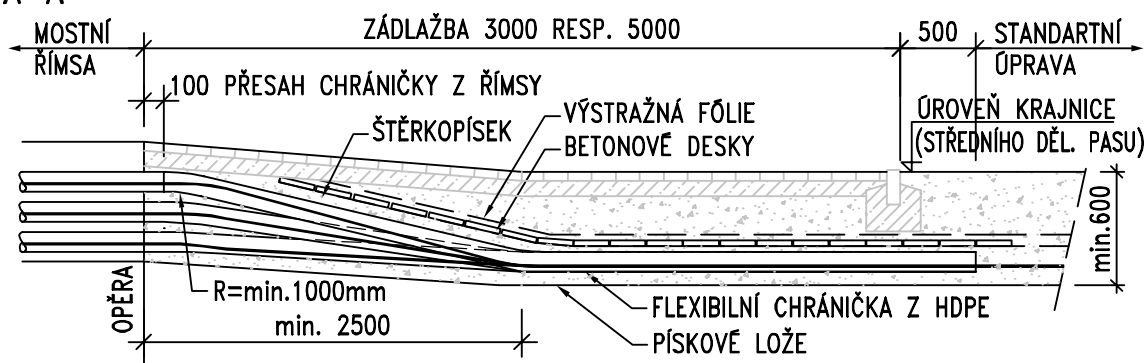 MOSTNÍ
ŘÍMSA
ZÁDLAŽBA 3000 RESP. 5000
500
STANDARTNÍ
ÚPRAVA
100 PŘESAH CHRÁNIČKY Z ŘÍMSY
ŠTĚRKOPÍSEK
VÝSTRAŽNÁ FÓLIE
BETONOVÉ DESKY
ÚROVEŇ KRAJNICE
(STŘEDNÍHO DĚL. PASU)
min.600
OPĚRA
R=min.1000mm
min. 2500
FLEXIBILNÍ CHRÁNIČKA Z HDPE
PÍSKOVÉ LOŽE